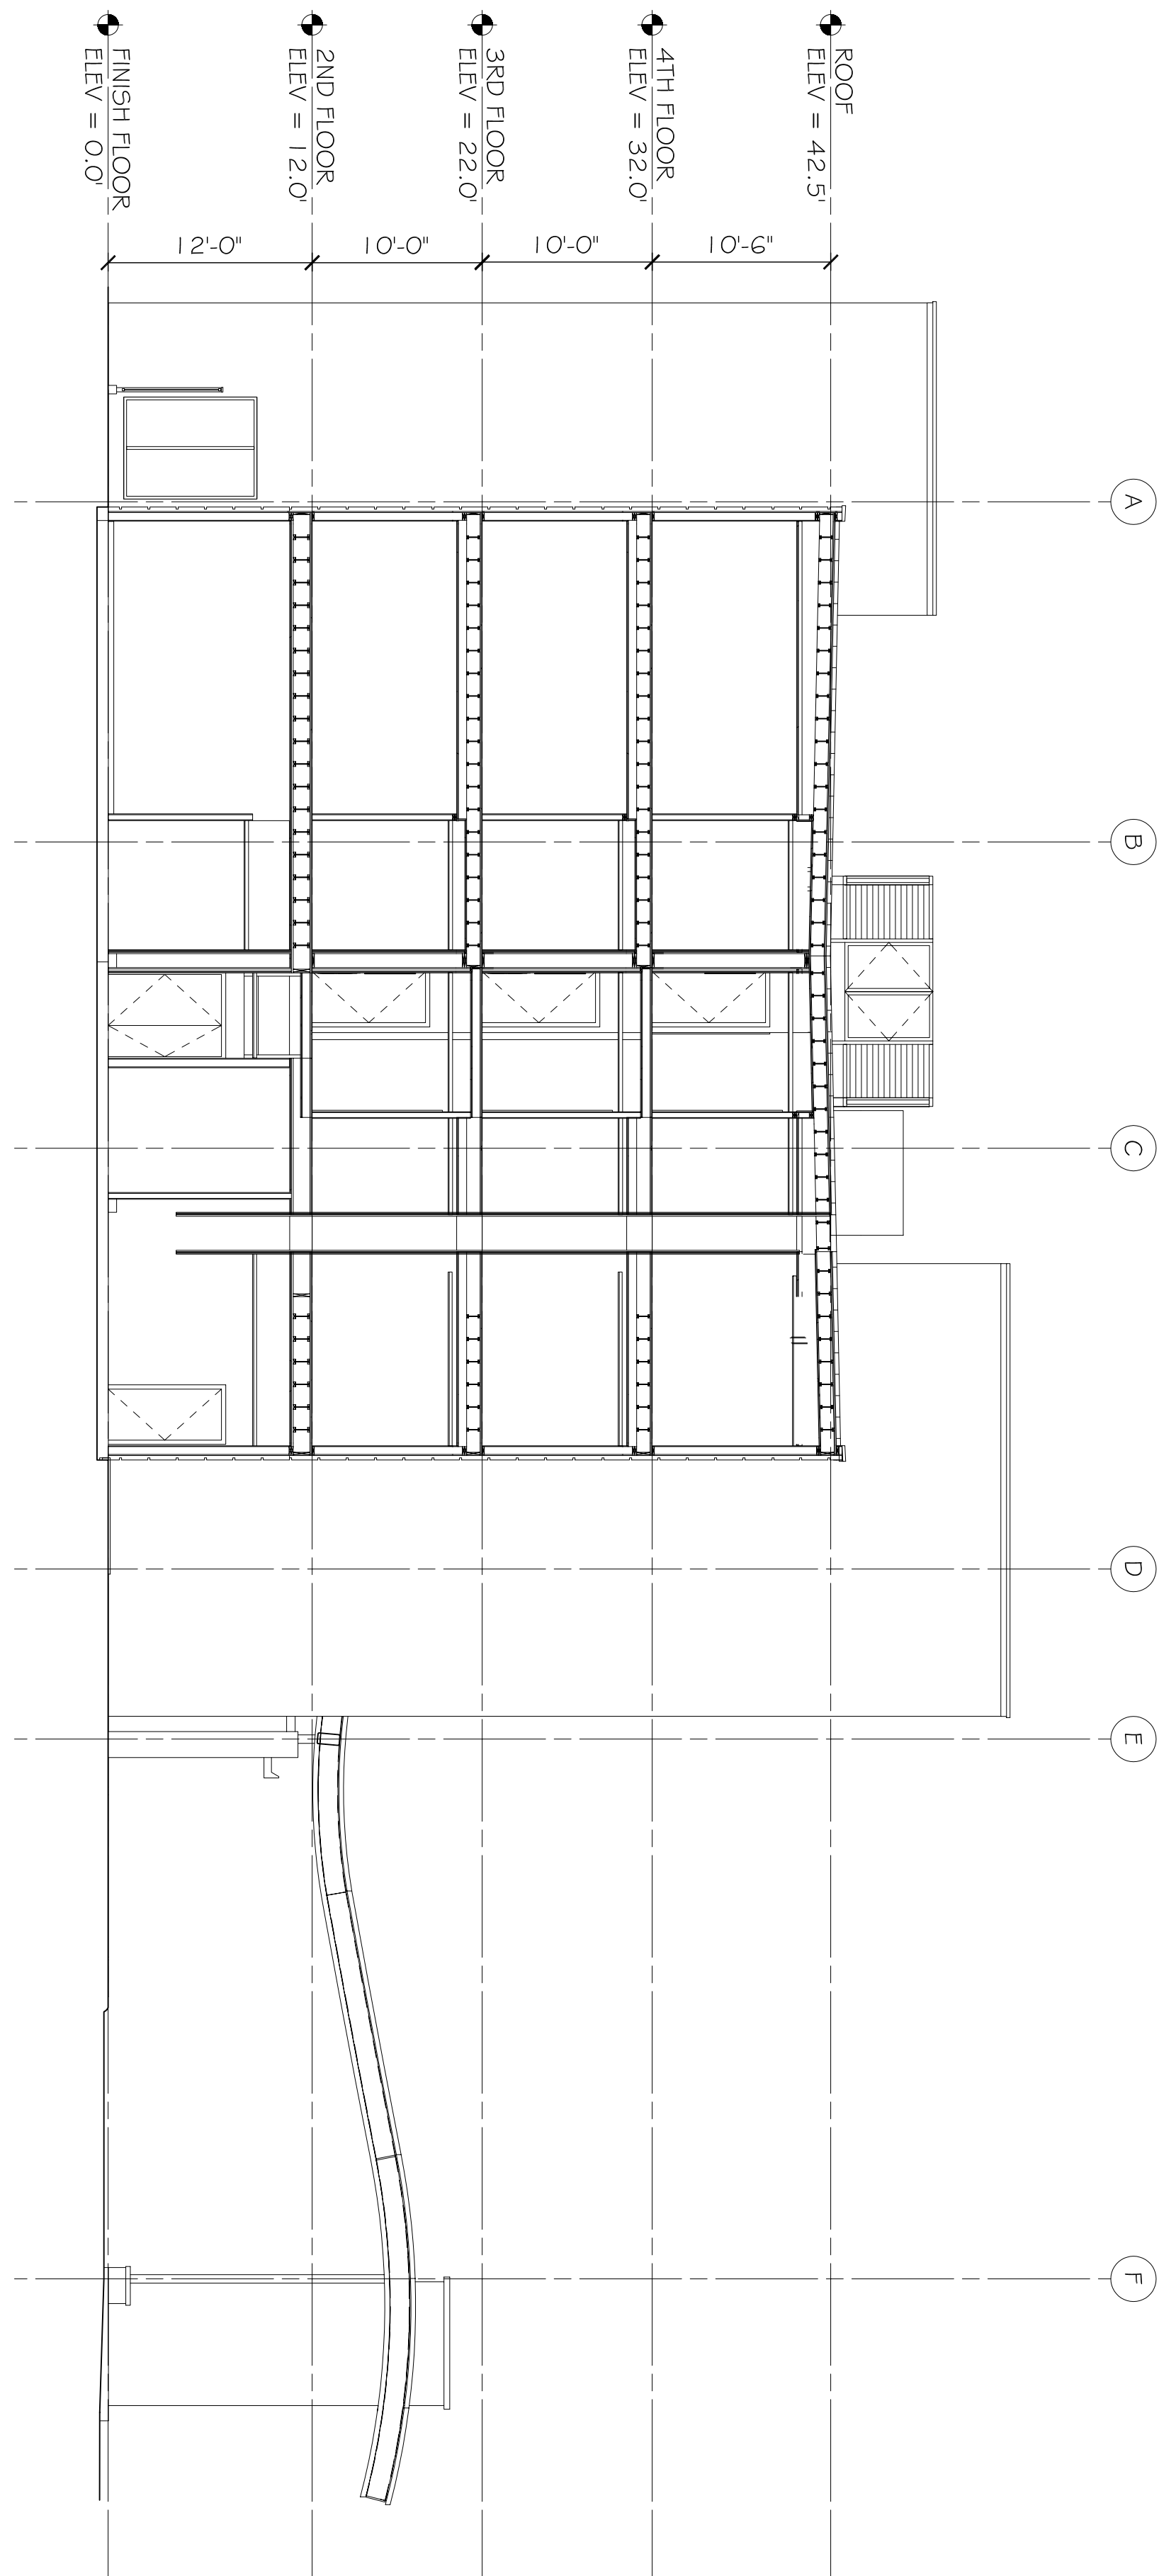 ROOF
ELEV = 42.5'
4TH FLOOR
ELEV = 32.0'
3RD FLOOR
ELEV = 22.0'
2ND FLOOR
ELEV = 12.0'
FINISH FLOOR
ELEV = 0.0'
12'-0"
10'-0"
10'-0"
10'-6"
A
B
C
D
E
F